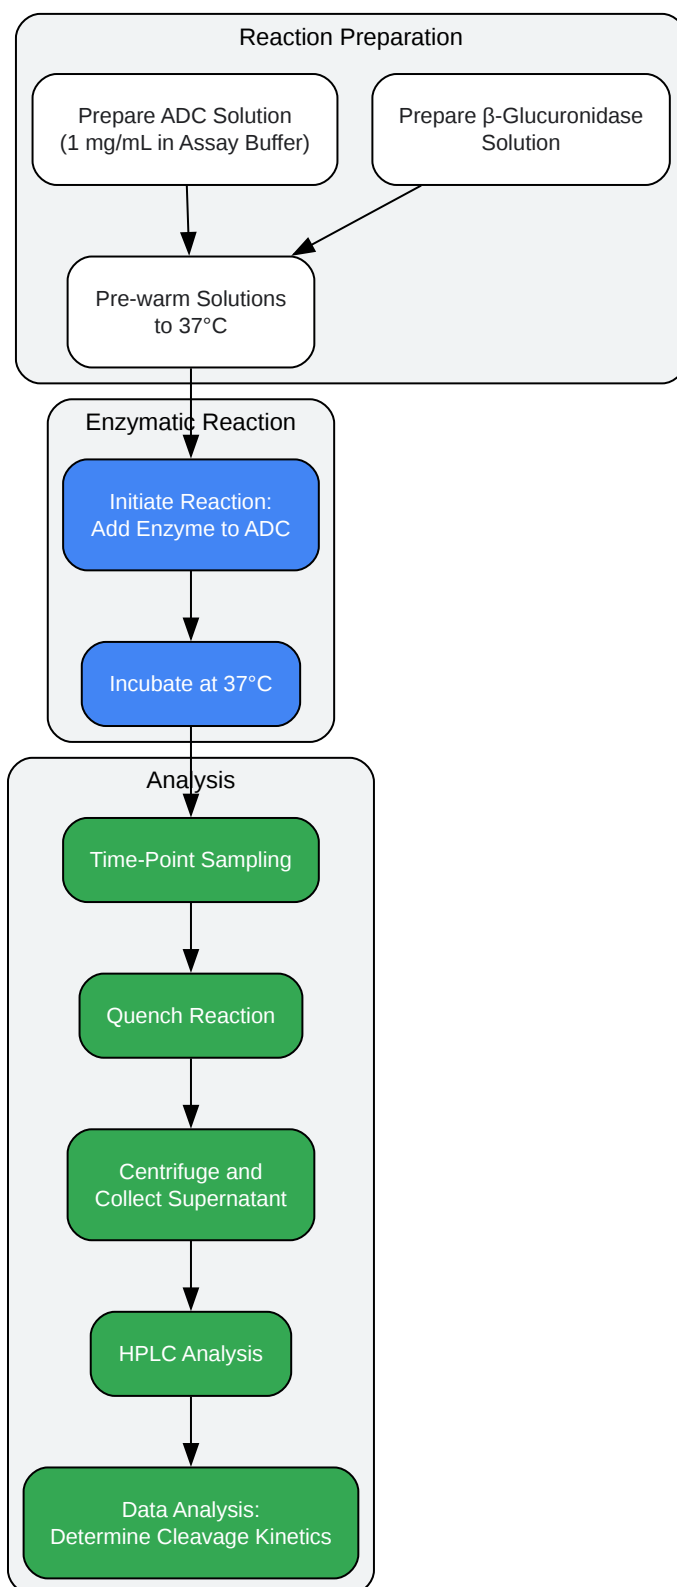 Reaction Preparation
Prepare ADC Solution
(1 mg/mL in Assay Buffer)
Prepare β-Glucuronidase
Solution
Pre-warm Solutions
to 37°C
Enzymatic Reaction
Initiate Reaction:
Add Enzyme to ADC
Incubate at 37°C
Analysis
Time-Point Sampling
Quench Reaction
Centrifuge and
Collect Supernatant
HPLC Analysis
Data Analysis:
Determine Cleavage Kinetics